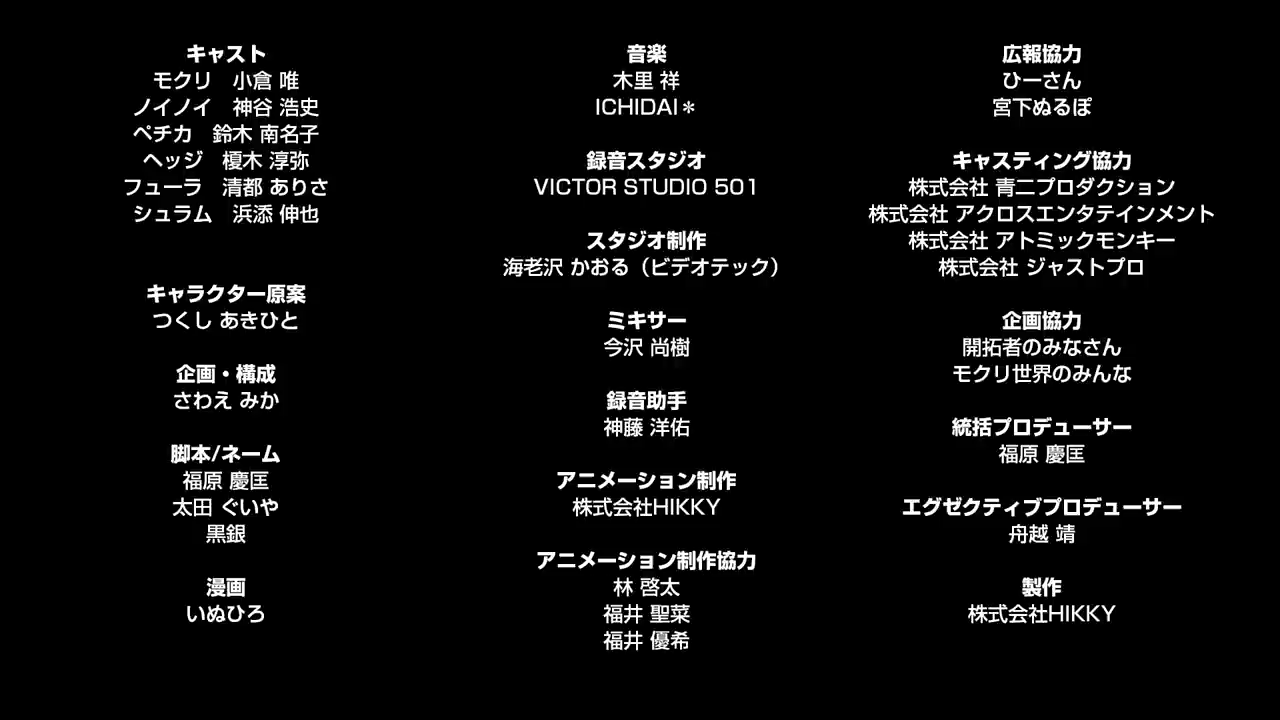 キャスト
モクリ　小倉 唯
ノイノイ　神谷 浩史
ペチカ　鈴木 南名子
ヘッジ　榎木 淳弥
フューラ　清都 ありさ
シュラム　浜添 伸也
キャラクター原案
つくし あきひと
企画・構成
さわえ みか
脚本/ネーム
福原 慶匡
太田 ぐいや
黒銀
漫画
いぬひろ
音楽
木里 祥
ICHIDAI＊
録音スタジオ
VICTOR STUDIO 501
スタジオ制作
海老沢 かおる（ビデオテック）
ミキサー
今沢 尚樹
録音助手
神藤 洋佑
アニメーション制作
株式会社HIKKY
アニメーション制作協力
林 啓太
福井 聖菜
福井 優希
広報協力
ひーさん
宮下ぬるぽ
キャスティング協力
株式会社 青二プロダクション
株式会社 アクロスエンタテインメント
株式会社 アトミックモンキー
株式会社 ジャストプロ
企画協力
開拓者のみなさん
モクリ世界のみんな
統括プロデューサー
福原 慶匡
エグゼクティブプロデューサー
舟越 靖
製作
株式会社HIKKY